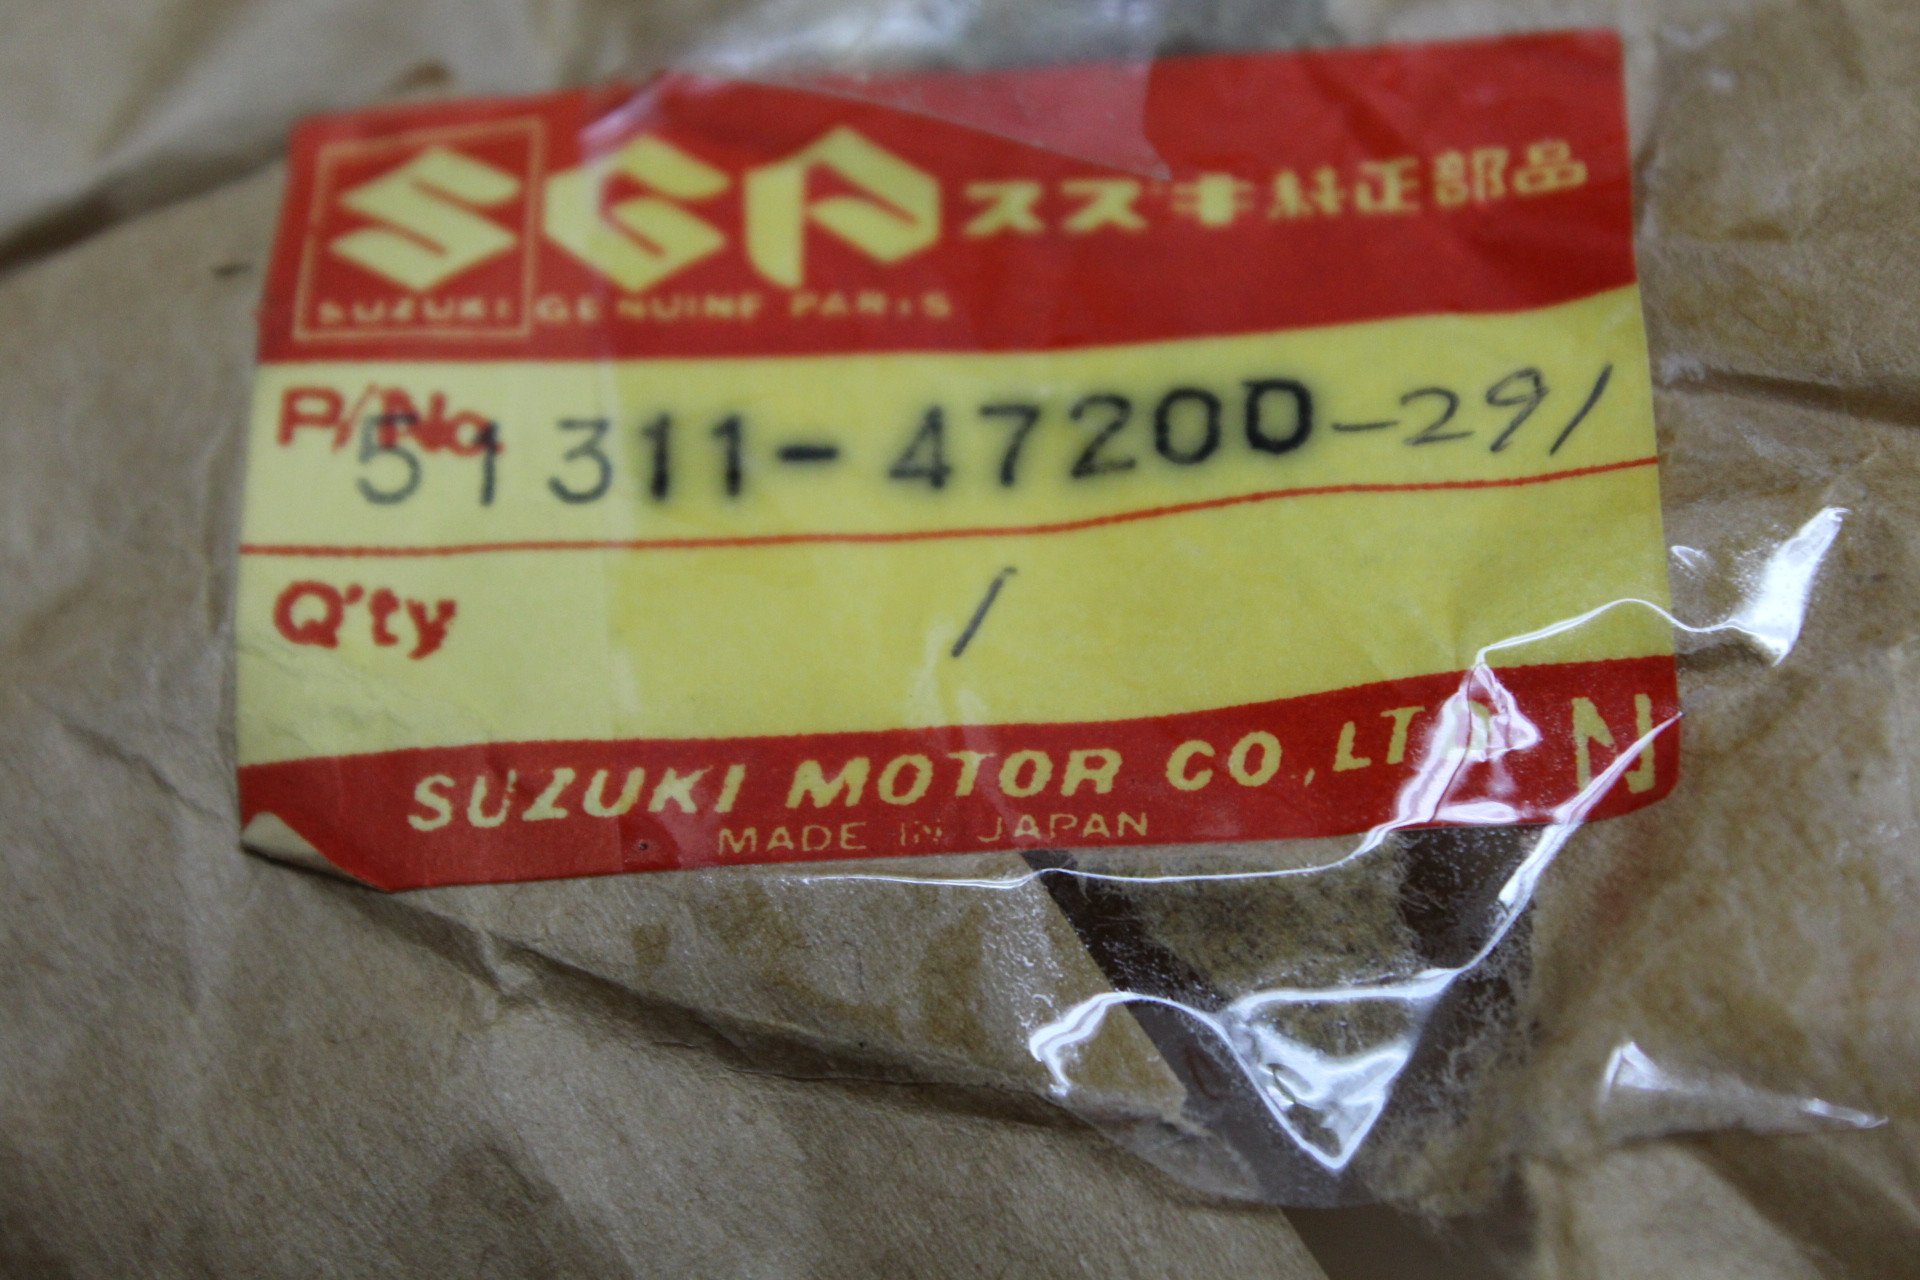 SGP スズキ純正部品
SUZUKI GENUINE PARTS
P/No. 51311-47200-291
Q'ty 1
SUZUKI MOTOR CO.,LTD. N
MADE IN JAPAN